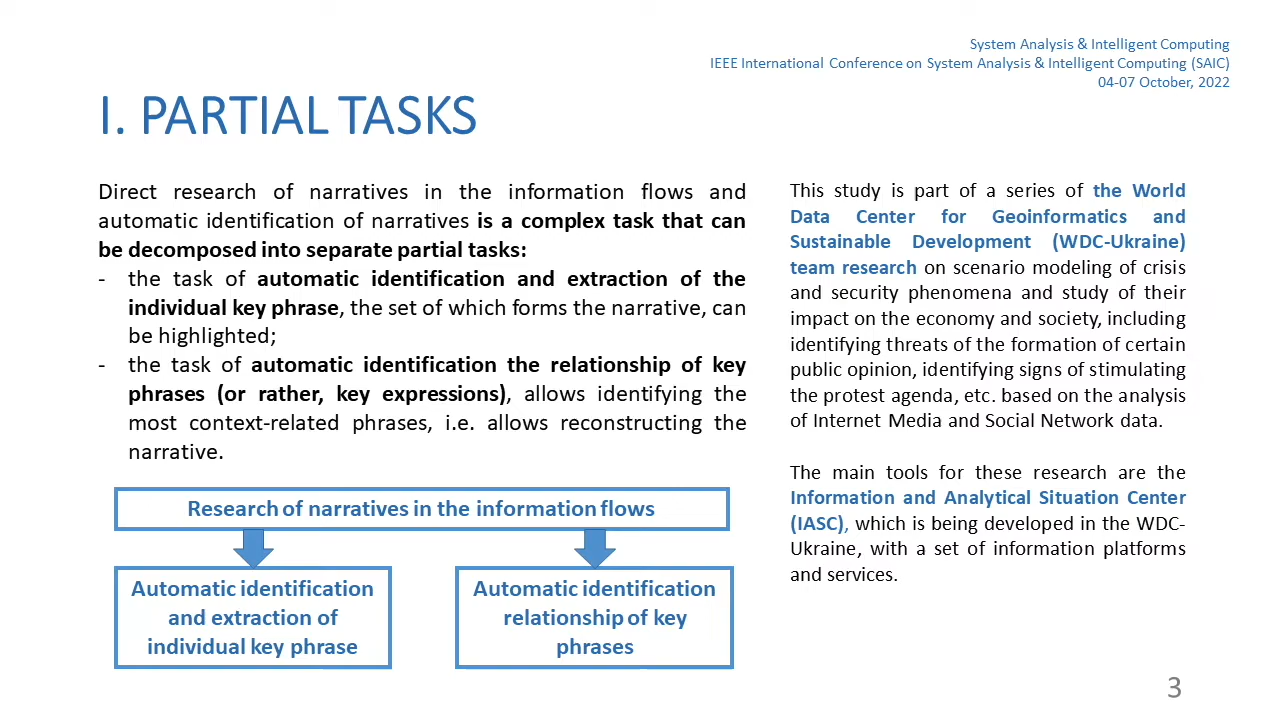 System Analysis & Intelligent Computing
IEEE International Conference on System Analysis & Intelligent Computing (SAIC)
04-07 October, 2022
I. PARTIAL TASKS
Direct research of narratives in the information flows and
automatic identification of narratives is a complex task that can
be decomposed into separate partial tasks:
- the task of automatic identification and extraction of the
individual key phrase, the set of which forms the narrative, can
be highlighted;
- the task of automatic identification the relationship of key
phrases (or rather, key expressions), allows identifying the
most context-related phrases, i.e. allows reconstructing the
narrative.
Research of narratives in the information flows
Automatic identification
and extraction of
individual key phrase
Automatic identification
relationship of key
phrases
This study is part of a series of the World
Data Center for Geoinformatics and
Sustainable Development (WDC-Ukraine)
team research on scenario modeling of crisis
and security phenomena and study of their
impact on the economy and society, including
identifying threats of the formation of certain
public opinion, identifying signs of stimulating
the protest agenda, etc. based on the analysis
of Internet Media and Social Network data.
The main tools for these research are the
Information and Analytical Situation Center
(IASC), which is being developed in the WDC-
Ukraine, with a set of information platforms
and services.
3